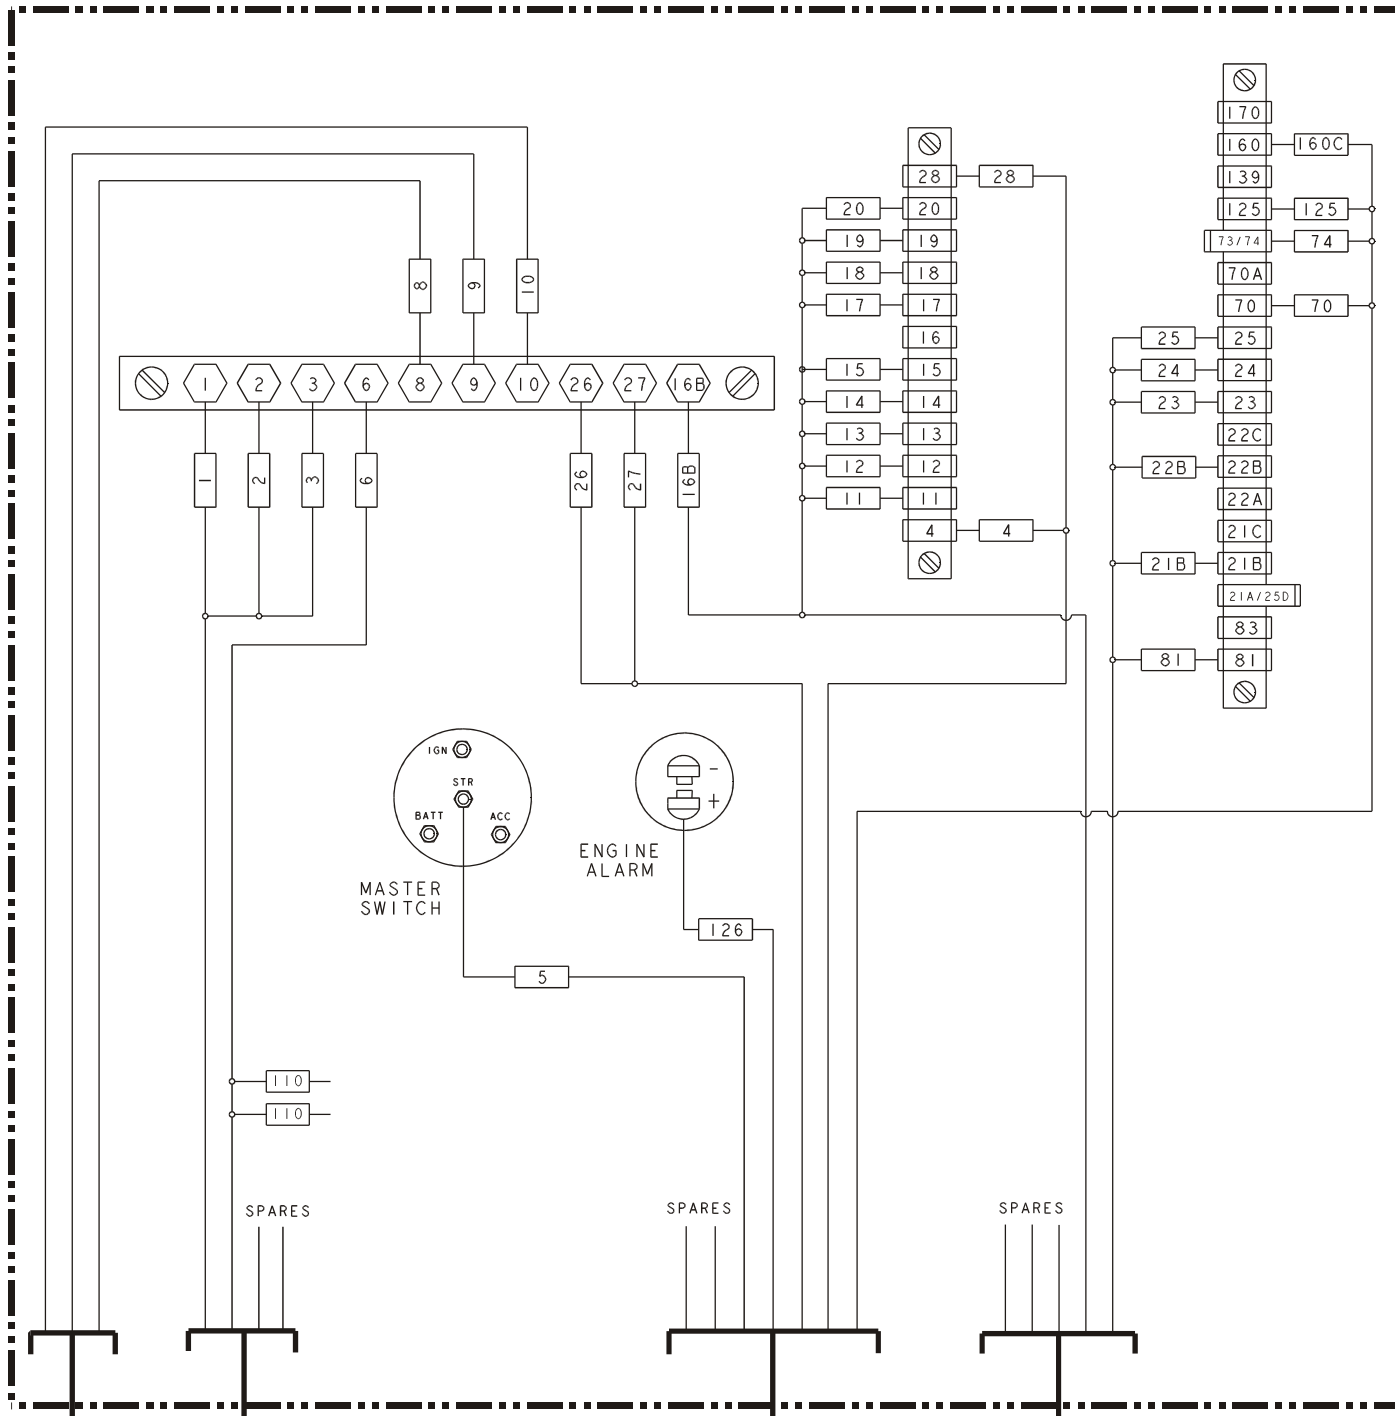 170
160 160C
139
125 125
73/74 74
70A
70 70
25 25
24 24
23 23
22C
22B 22B
22A
21C
21B 21B
21A/25D
83
81 81
28 28
20 20
19 19
18 18
17 17
16
15 15
14 14
13 13
12 12
11 11
4 4
8 9 10
1 2 3 6 8 9 10 26 27 16B
1 2 3 6 26 27 16B
IGN
STR
BATT ACC
MASTER
SWITCH
-
+
ENGINE
ALARM
126
5
110
110
SPARES
SPARES
SPARES